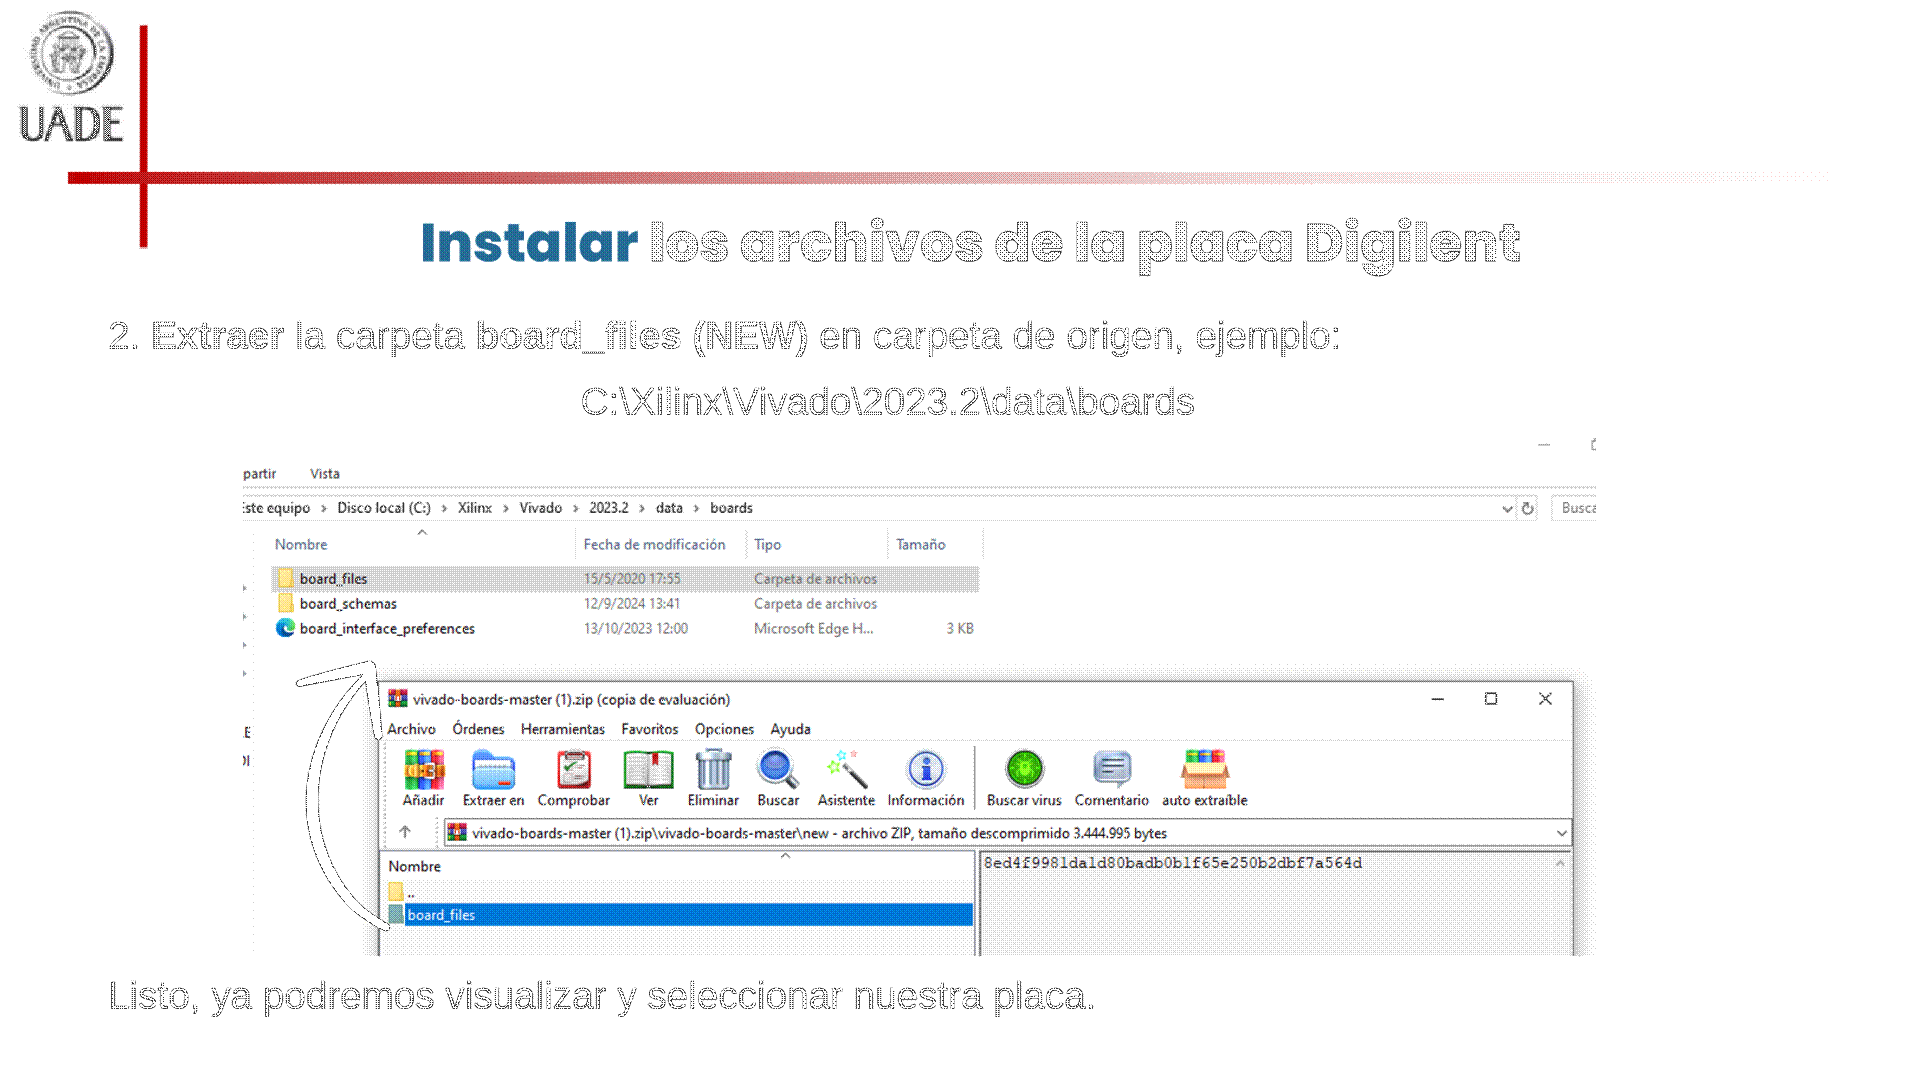 UNIVERSIDAD ARGENTINA DE LA EMPRESA
UADE
Instalar los archivos de la placa Digilent
2. Extraer la carpeta board_files (NEW) en carpeta de origen, ejemplo:
C:\Xilinx\Vivado\2023.2\data\boards
partir Vista
ste equipo > Disco local (C:) > Xilinx > Vivado > 2023.2 > data > boards Busca
Nombre Fecha de modificación Tipo Tamaño
board_files 15/5/2020 17:55 Carpeta de archivos
board_schemas 12/9/2024 13:41 Carpeta de archivos
board_interface_preferences 13/10/2023 12:00 Microsoft Edge H... 3 KB
vivado-boards-master (1).zip (copia de evaluación)
Archivo Órdenes Herramientas Favoritos Opciones Ayuda
Añadir Extraer en Comprobar Ver Eliminar Buscar Asistente Información Buscar virus Comentario auto extraíble
vivado-boards-master (1).zip\vivado-boards-master\new - archivo ZIP, tamaño descomprimido 3.444.995 bytes
Nombre 8ed4f9981da1d80badb0b1f65e250b2dbf7a564d
..
board_files
Listo, ya podremos visualizar y seleccionar nuestra placa.